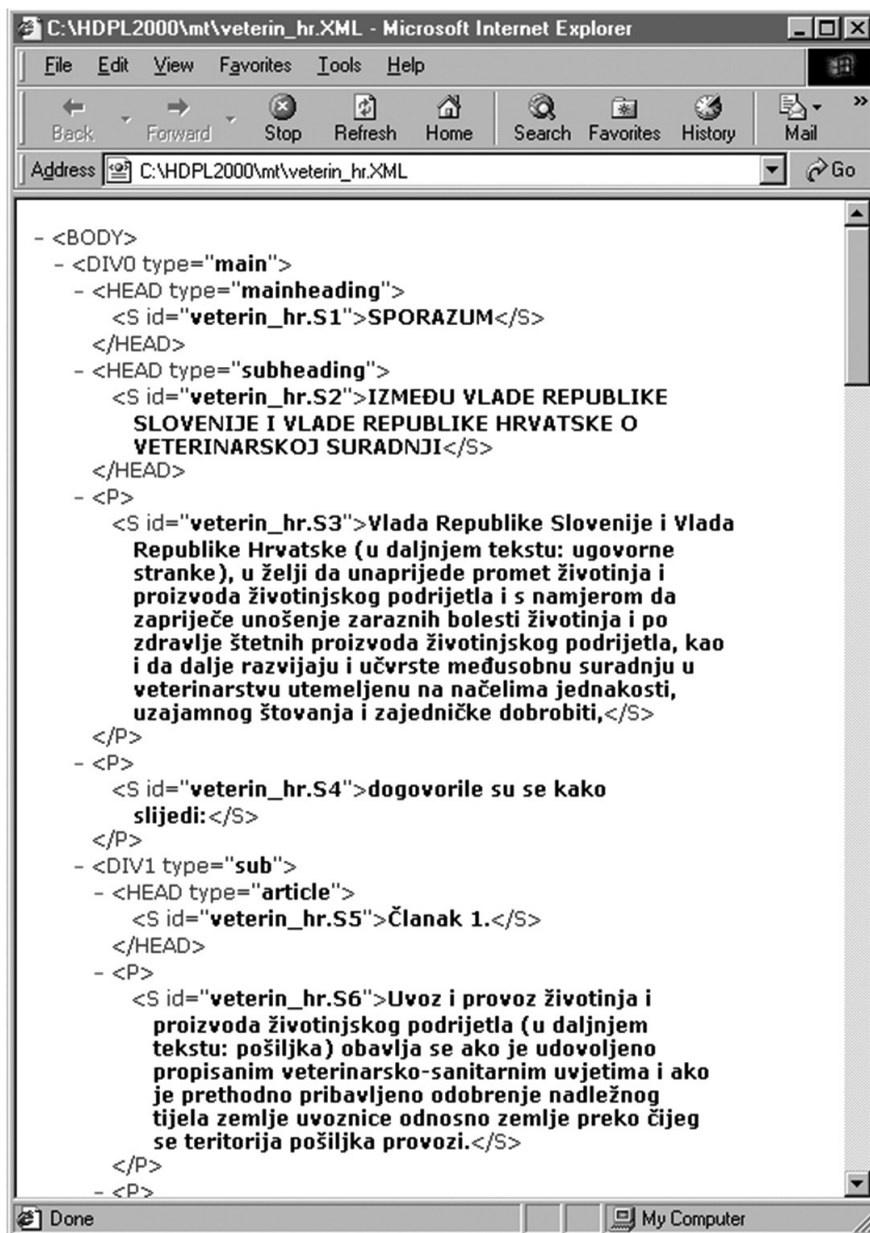 C:\HDPL2000\mt\veterin_hr.XML - Microsoft Internet Explorer
File Edit View Favorites Tools Help
Back Forward Stop Refresh Home Search Favorites History Mail »
Address C:\HDPL2000\mt\veterin_hr.XML Go
- <BODY>
- <DIV0 type="main">
- <HEAD type="mainheading">
<S id="veterin_hr.S1">SPORAZUM</S>
</HEAD>
- <HEAD type="subheading">
<S id="veterin_hr.S2">IZMEĐU VLADE REPUBLIKE
SLOVENIJE I VLADE REPUBLIKE HRVATSKE O
VETERINARSKOJ SURADNJI</S>
</HEAD>
- <P>
<S id="veterin_hr.S3">Vlada Republike Slovenije i Vlada
Republike Hrvatske (u daljnjem tekstu: ugovorne
stranke), u želji da unaprijede promet životinja i
proizvoda životinjskog podrijetla i s namjerom da
zapriječe unošenje zaraznih bolesti životinja i po
zdravlje štetnih proizvoda životinjskog podrijetla, kao
i da dalje razvijaju i učvrste međusobnu suradnju u
veterinarstvu utemeljenu na načelima jednakosti,
uzajamnog štovanja i zajedničke dobrobiti,</S>
</P>
- <P>
<S id="veterin_hr.S4">dogovorile su se kako
slijedi:</S>
</P>
- <DIV1 type="sub">
- <HEAD type="article">
<S id="veterin_hr.S5">Članak 1.</S>
</HEAD>
- <P>
<S id="veterin_hr.S6">Uvoz i provoz životinja i
proizvoda životinjskog podrijetla (u daljnjem
tekstu: pošiljka) obavlja se ako je udovoljeno
propisanim veterinarsko-sanitarnim uvjetima i ako
je prethodno pribavljeno odobrenje nadležnog
tijela zemlje uvoznice odnosno zemlje preko čijeg
se teritorija pošiljka provozi.</S>
</P>
- <P>
Done My Computer